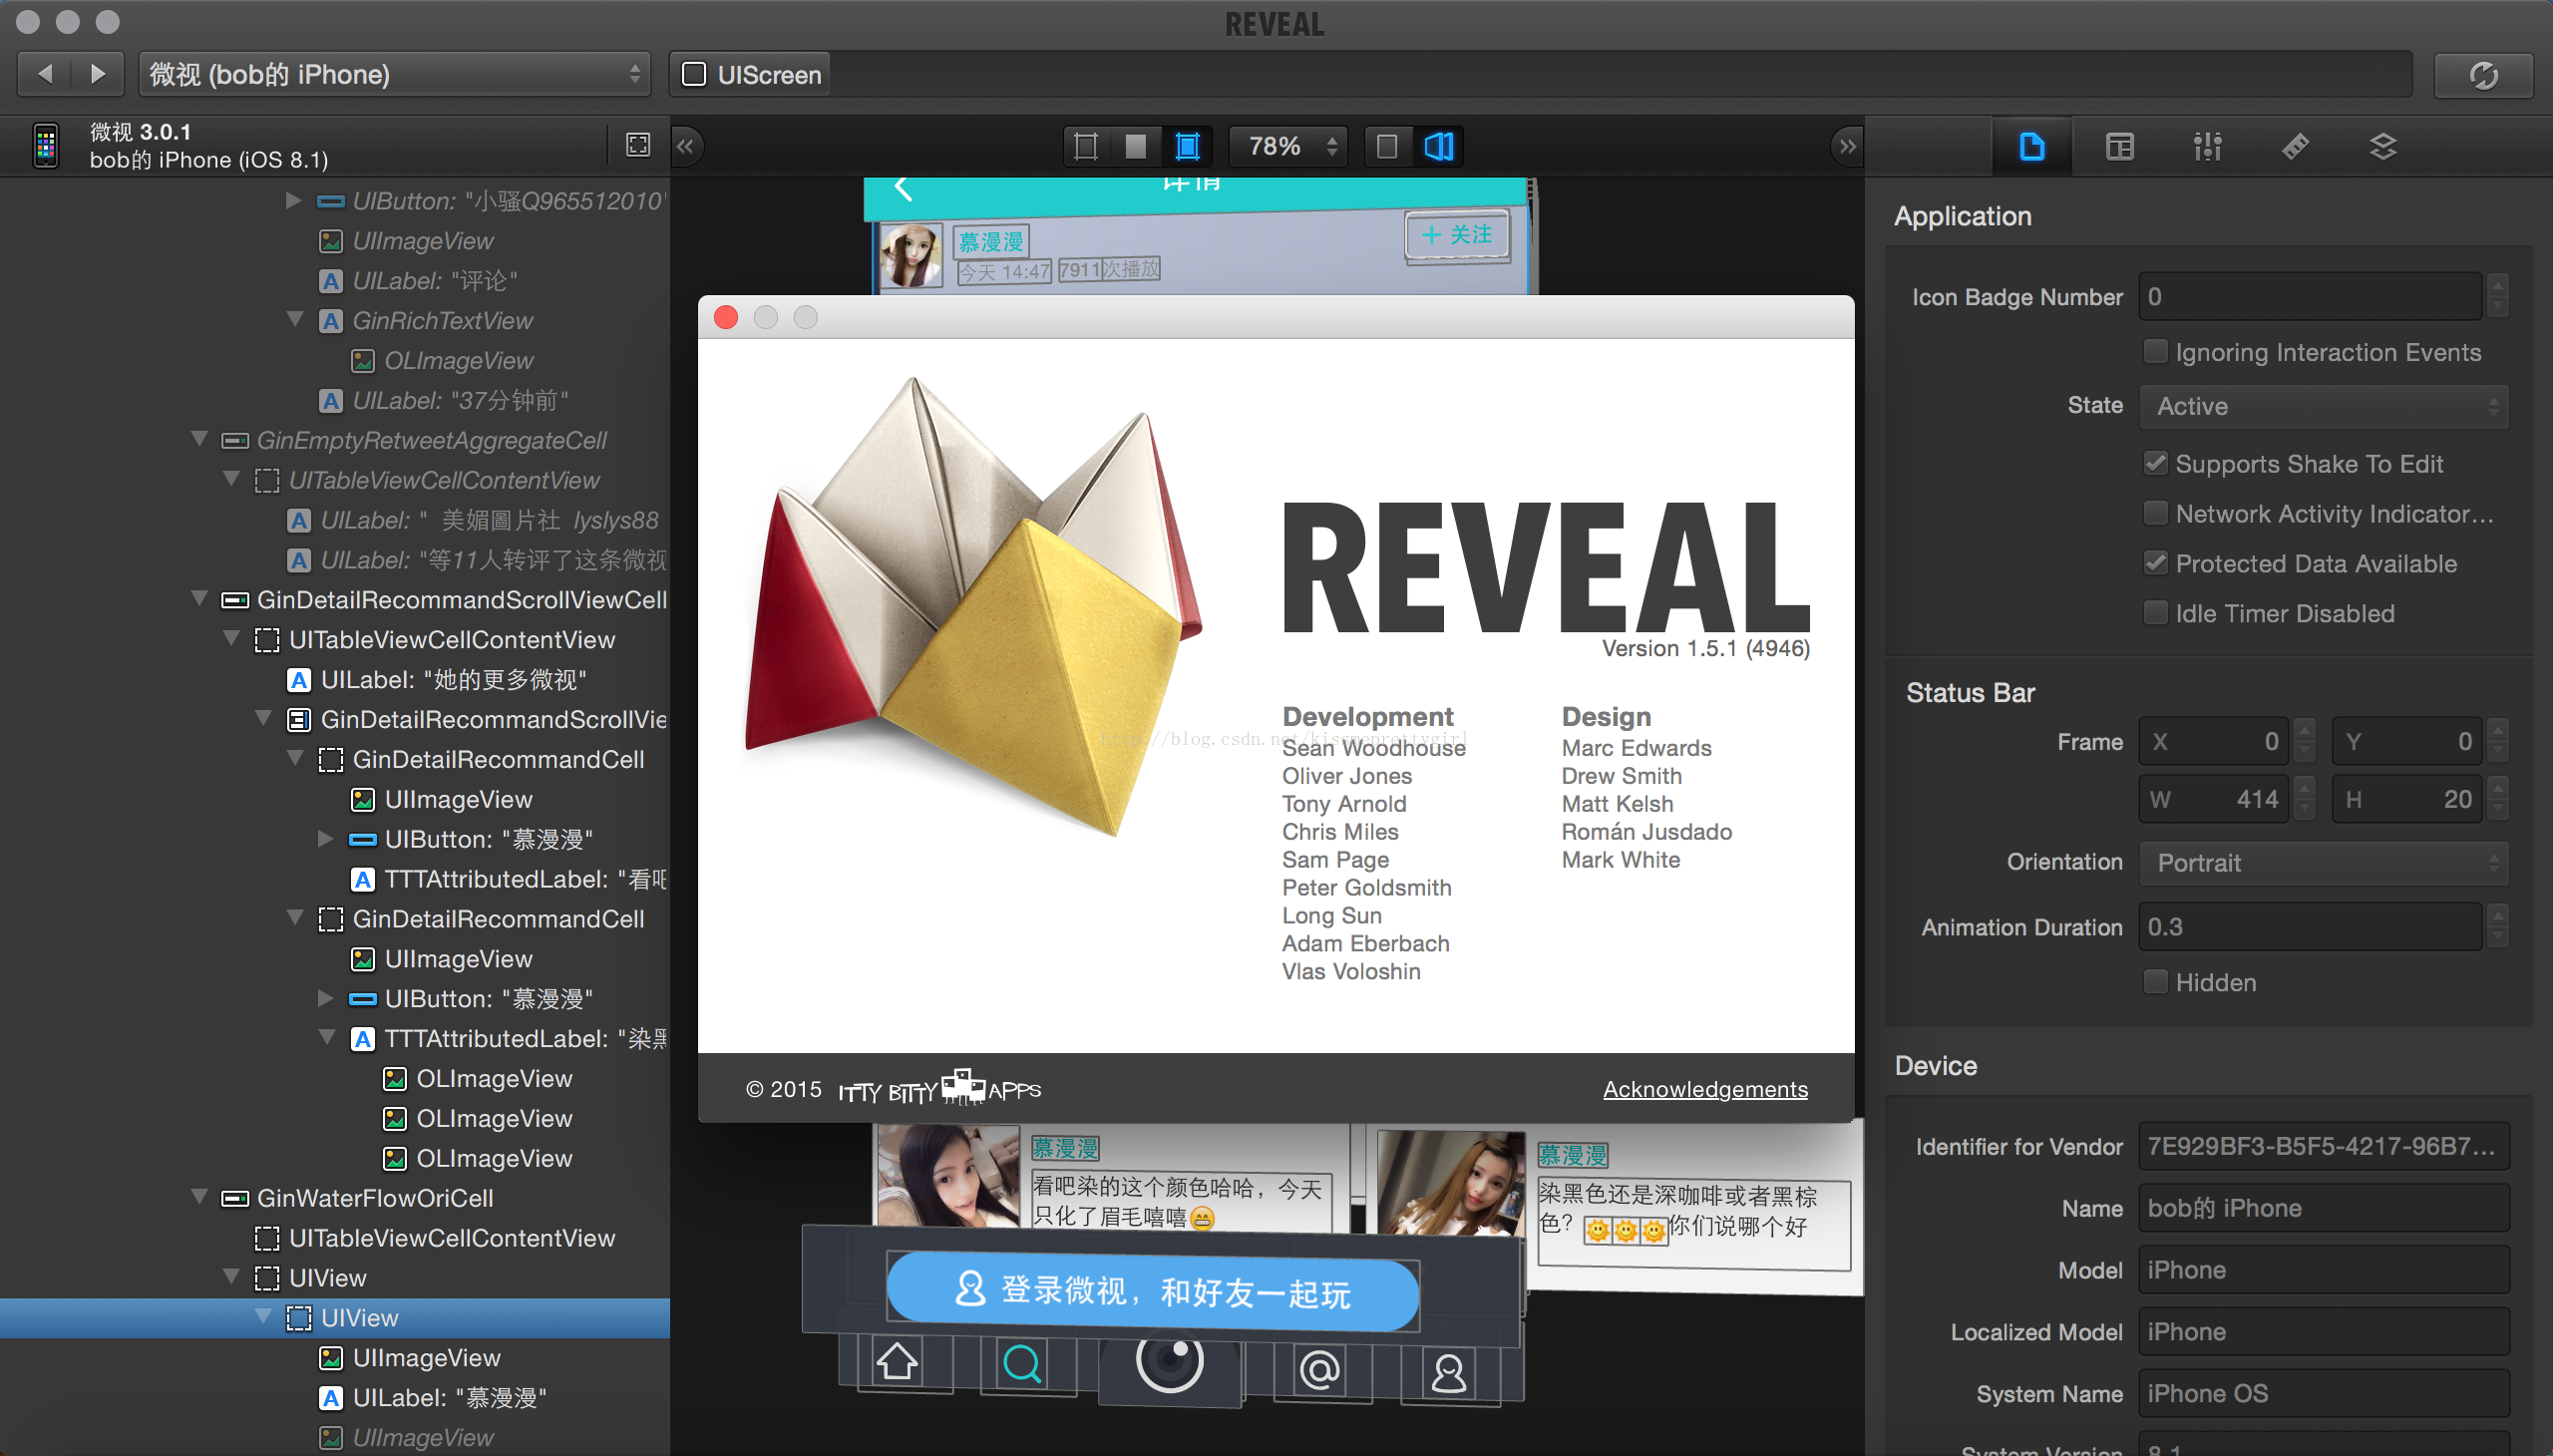 REVEAL
微视 (bob的 iPhone)
UIScreen
微视 3.0.1
bob的 iPhone (iOS 8.1)
78%
UIButton: "小骚Q965512010"
UIImageView
UILabel: "评论"
GinRichTextView
OLImageView
UILabel: "37分钟前"
GinEmptyRetweetAggregateCell
UITableViewCellContentView
UILabel: " 美媚圖片社 lyslys88
UILabel: "等11人转评了这条微视
GinDetailRecommandScrollViewCell
UITableViewCellContentView
UILabel: "她的更多微视"
GinDetailRecommandScrollVie
GinDetailRecommandCell
UIImageView
UIButton: "慕漫漫"
TTTAttributedLabel: "看吧
GinDetailRecommandCell
UIImageView
UIButton: "慕漫漫"
TTTAttributedLabel: "染黑
OLImageView
OLImageView
OLImageView
GinWaterFlowOriCell
UITableViewCellContentView
UIView
UIView
UIImageView
UILabel: "慕漫漫"
UIImageView
详情
慕漫漫
+ 关注
今天 14:47 7911次播放
REVEAL
Version 1.5.1 (4946)
Development
Sean Woodhouse
Oliver Jones
Tony Arnold
Chris Miles
Sam Page
Peter Goldsmith
Long Sun
Adam Eberbach
Vlas Voloshin
Design
Marc Edwards
Drew Smith
Matt Kelsh
Román Jusdado
Mark White
http://blog.csdn.net/kissmeprettygirl
© 2015 ITTY BITTY APPS
Acknowledgements
慕漫漫
看吧染的这个颜色哈哈，今天
只化了眉毛嘻嘻😁
慕漫漫
染黑色还是深咖啡或者黑棕
色？🌞🌞🌞你们说哪个好
登录微视，和好友一起玩
Application
Icon Badge Number 0
Ignoring Interaction Events
State Active
Supports Shake To Edit
Network Activity Indicator...
Protected Data Available
Idle Timer Disabled
Status Bar
Frame X 0 Y 0
W 414 H 20
Orientation Portrait
Animation Duration 0.3
Hidden
Device
Identifier for Vendor 7E929BF3-B5F5-4217-96B7...
Name bob的 iPhone
Model iPhone
Localized Model iPhone
System Name iPhone OS
System Version 8.1